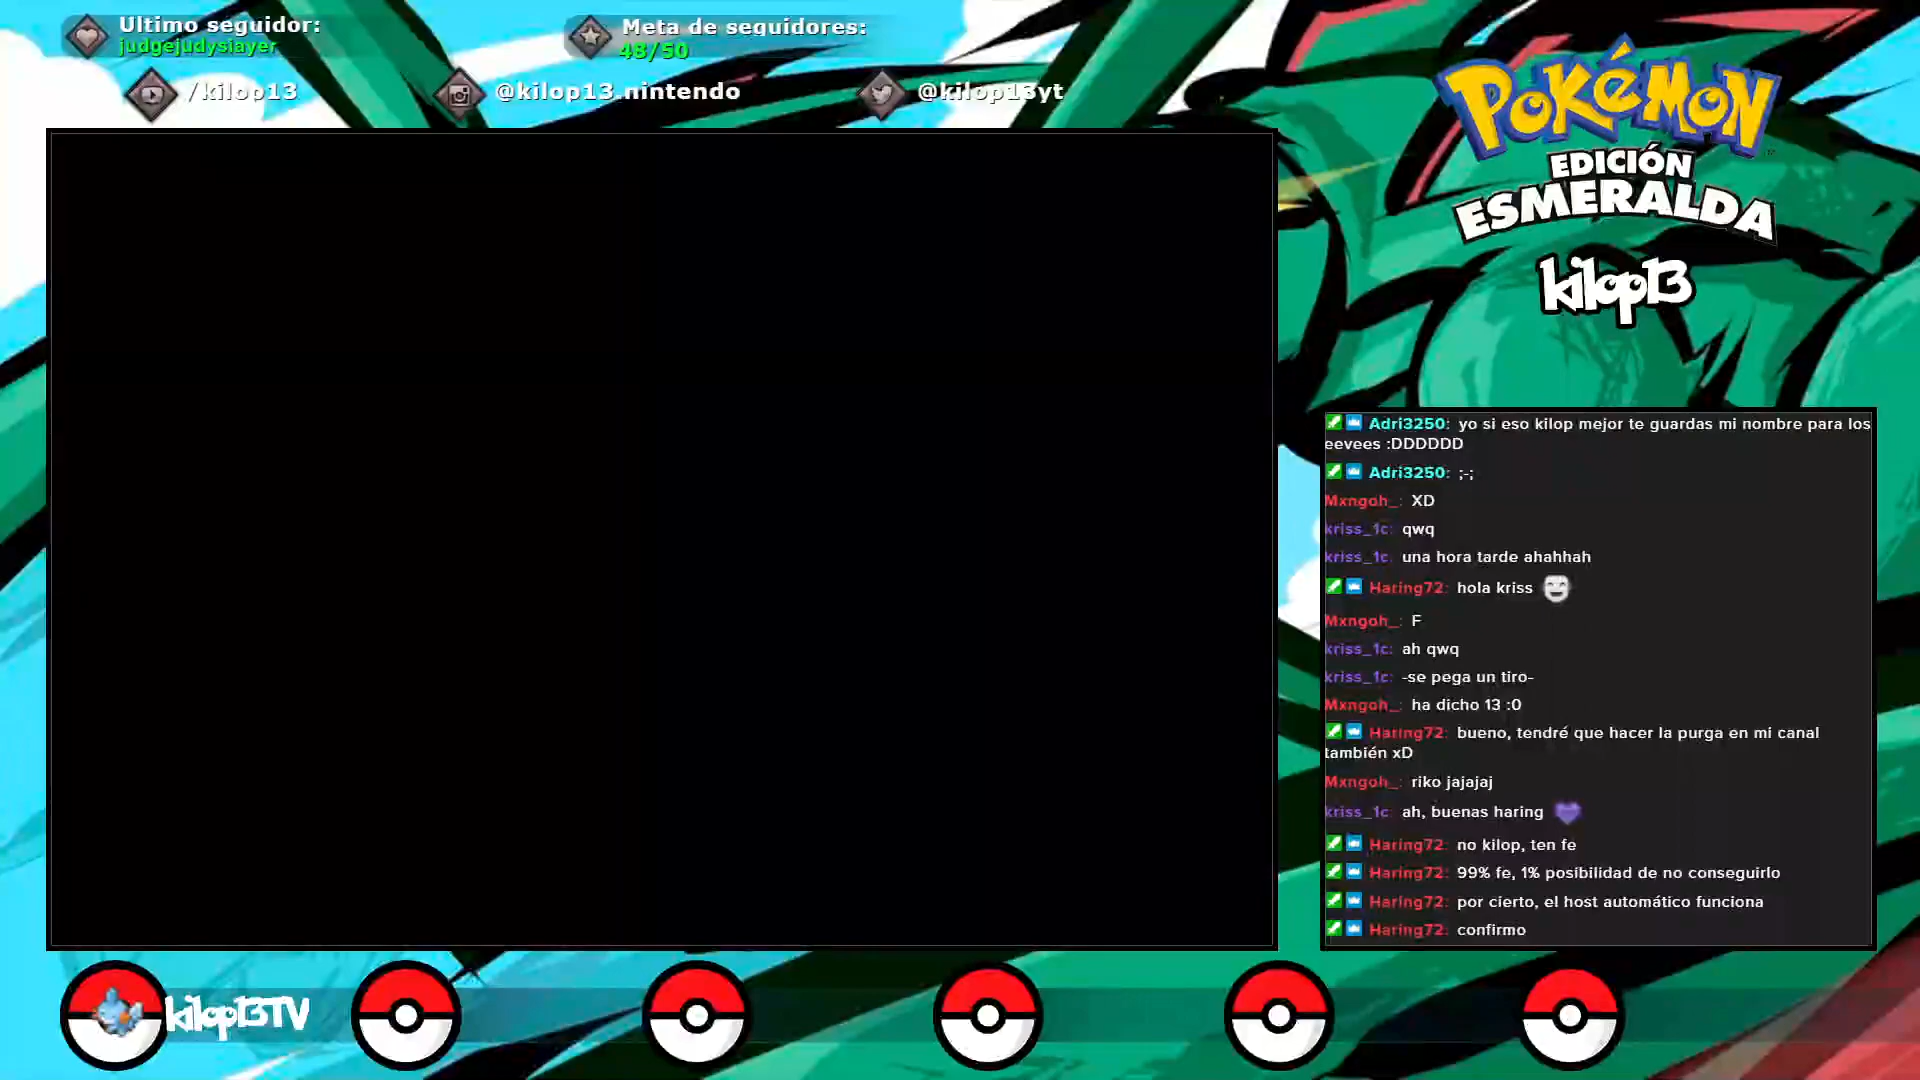 Ultimo seguidor:
judgejudyslayer
Meta de seguidores:
48/50
/kilop13
@kilop13.nintendo
@kilop13yt
POKéMON
EDICIÓN
ESMERALDA
kilop13
Adri3250: yo si eso kilop mejor te guardas mi nombre para los
eevees :DDDDDD
Adri3250: ;-;
Mxngoh_: XD
kriss_1c: qwq
kriss_1c: una hora tarde ahahhah
Haring72: hola kriss
Mxngoh_: F
kriss_1c: ah qwq
kriss_1c: -se pega un tiro-
Mxngoh_: ha dicho 13 :0
Haring72: bueno, tendré que hacer la purga en mi canal
también xD
Mxngoh_: riko jajajaj
kriss_1c: ah, buenas haring
Haring72: no kilop, ten fe
Haring72: 99% fe, 1% posibilidad de no conseguirlo
Haring72: por cierto, el host automático funciona
Haring72: confirmo
kilop13TV